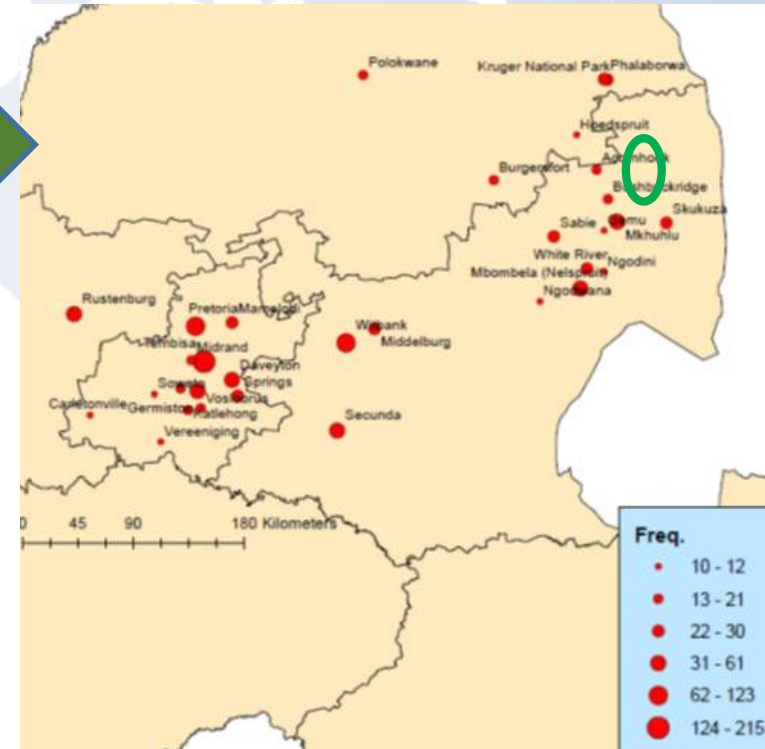 Polokwane
Kruger National Park Phalaborwa
Hoedspruit
Burgersfort
Bushbuckridge
Skukuza
Sabie
Mkhuhlu
White River
Ngodini
Mbombela (Nelspruit)
Ngodwana
Rustenburg
Pretoria Mamelodi
Witbank
Middelburg
Tembisa Midrand
Daveyton
Soweto
Springs
Vosloorus
Carletonville
Germiston
Katlehong
Secunda
Vereeniging
0 45 90 180 Kilometers
Freq.
10 - 12
13 - 21
22 - 30
31 - 61
62 - 123
124 - 215